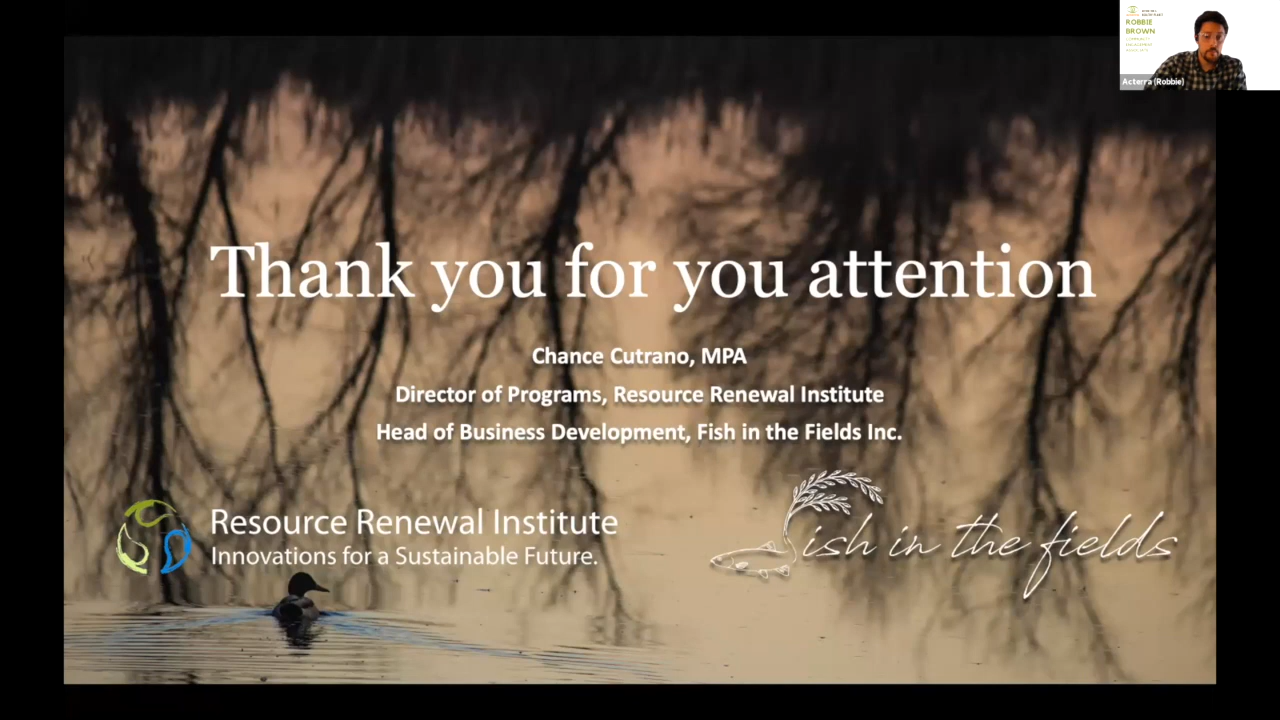 ROBBIE
BROWN
COMMUNITY
ENGAGEMENT
Acterra (Robbie)
Thank you for you attention
Chance Cutrano, MPA
Director of Programs, Resource Renewal Institute
Head of Business Development, Fish in the Fields Inc.
Resource Renewal Institute
Innovations for a Sustainable Future.
Fish in the fields